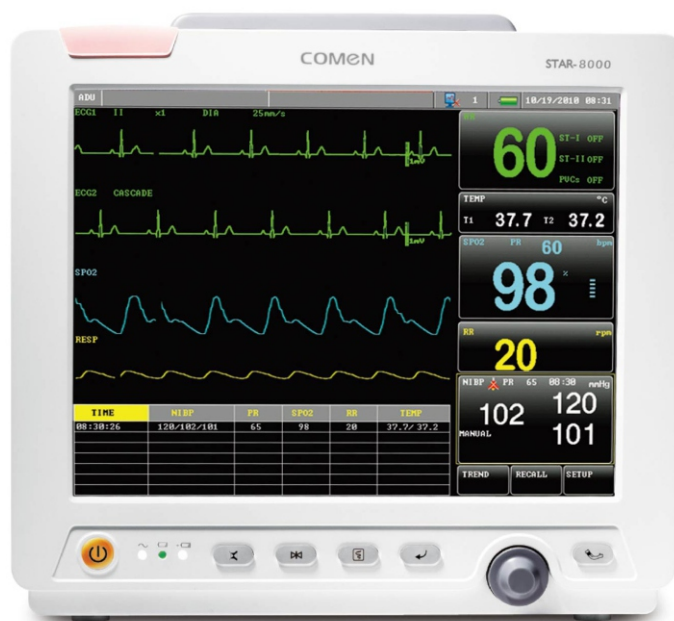 COMEN
STAR-8000
ADU
1 10/19/2010 08:31
ECG1 II x1 DIA 25mm/s
1mV
60
ST-I OFF
ST-II OFF
PVCs OFF
ECG2 CASCADE
1mV
TEMP °C
T1 37.7 T2 37.2
SPO2 PR 60 bpm
98 %
SPO2
RESP
RR rpm
20
NIBP PR 65 08:30 mmHg
102 120
MANUAL 101
TIME NIBP PR SPO2 RR TEMP
08:30:26 120/102/101 65 98 20 37.7/37.2
TREND RECALL SETUP